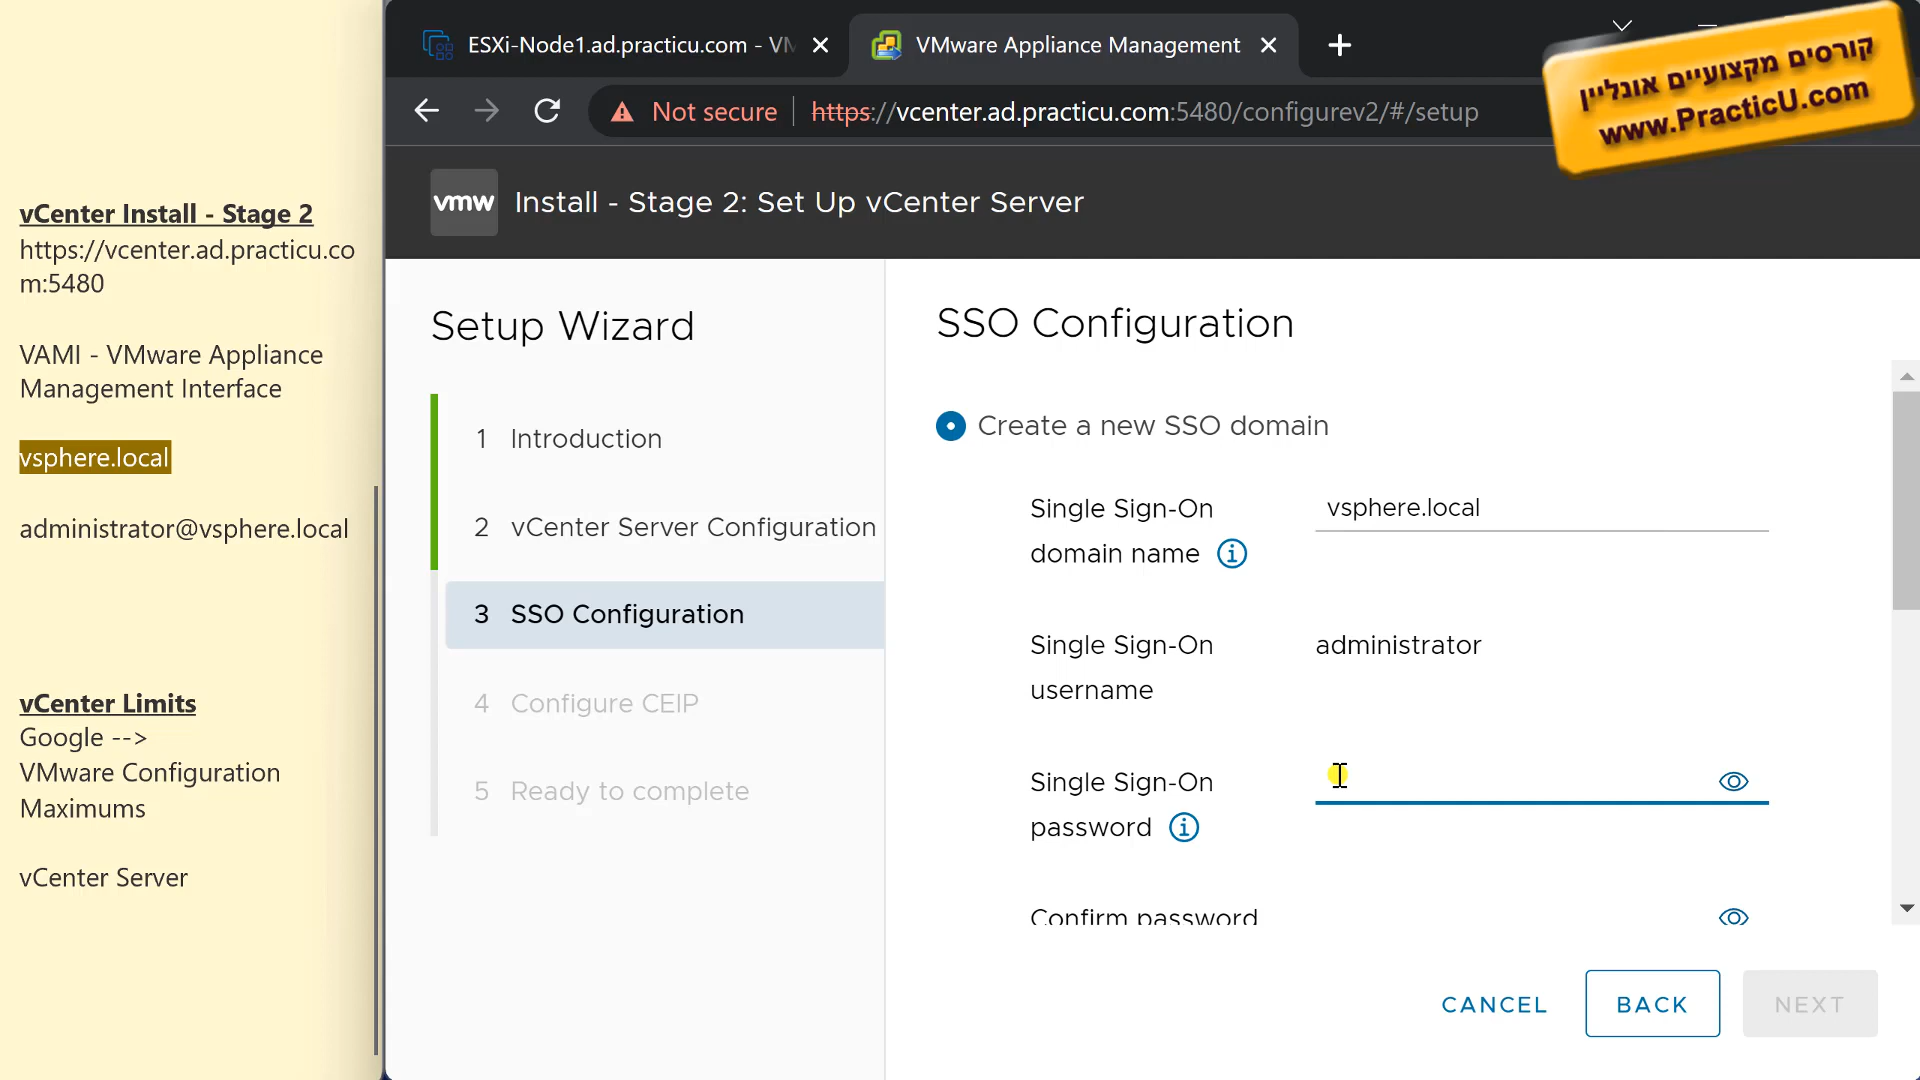 vCenter Install - Stage 2
https://vcenter.ad.practicu.co
m:5480
VAMI - VMware Appliance
Management Interface
vsphere.local
administrator@vsphere.local
vCenter Limits
Google -->
VMware Configuration
Maximums
vCenter Server
ESXi-Node1.ad.practicu.com - VM
VMware Appliance Management
קורסים מקצועיים אונליין
www.PracticU.com
Not secure
https://vcenter.ad.practicu.com:5480/configurev2/#/setup
vmw
Install - Stage 2: Set Up vCenter Server
Setup Wizard
1 Introduction
2 vCenter Server Configuration
3 SSO Configuration
4 Configure CEIP
5 Ready to complete
SSO Configuration
Create a new SSO domain
Single Sign-On
domain name
vsphere.local
Single Sign-On
username
administrator
Single Sign-On
password
Confirm password
CANCEL
BACK
NEXT